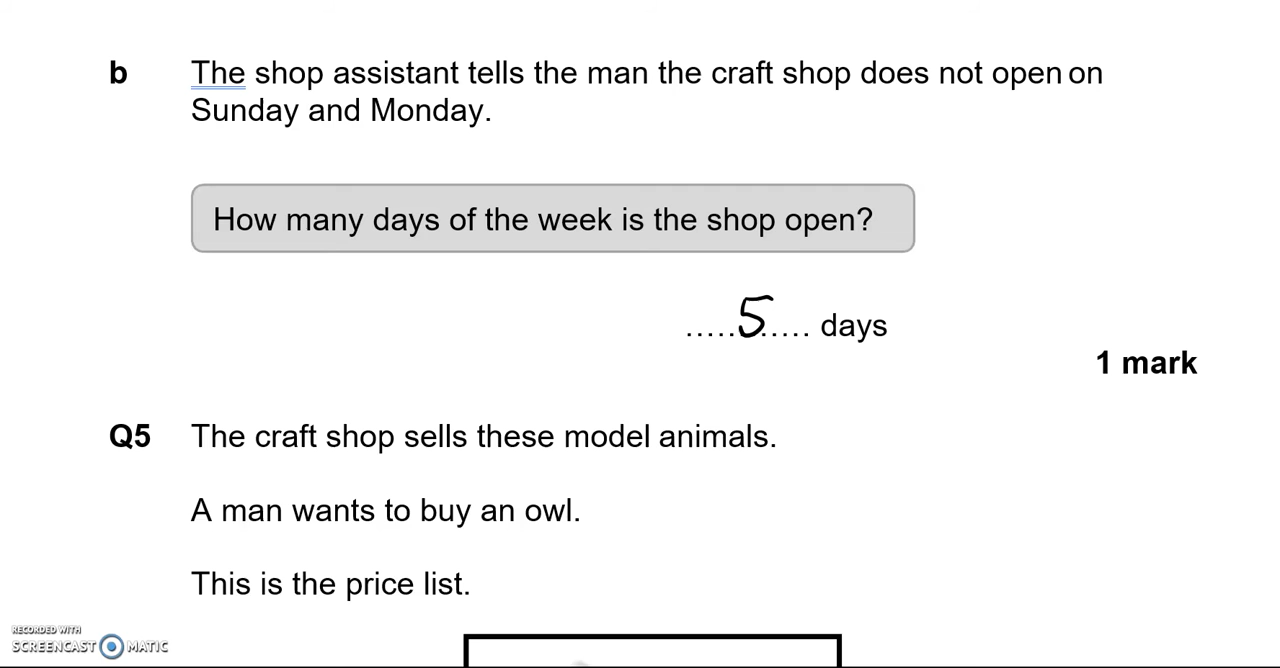 b The shop assistant tells the man the craft shop does not open on
Sunday and Monday.
How many days of the week is the shop open?
.....5..... days
1 mark
Q5 The craft shop sells these model animals.
A man wants to buy an owl.
This is the price list.
RECORDED WITH
SCREENCAST MATIC